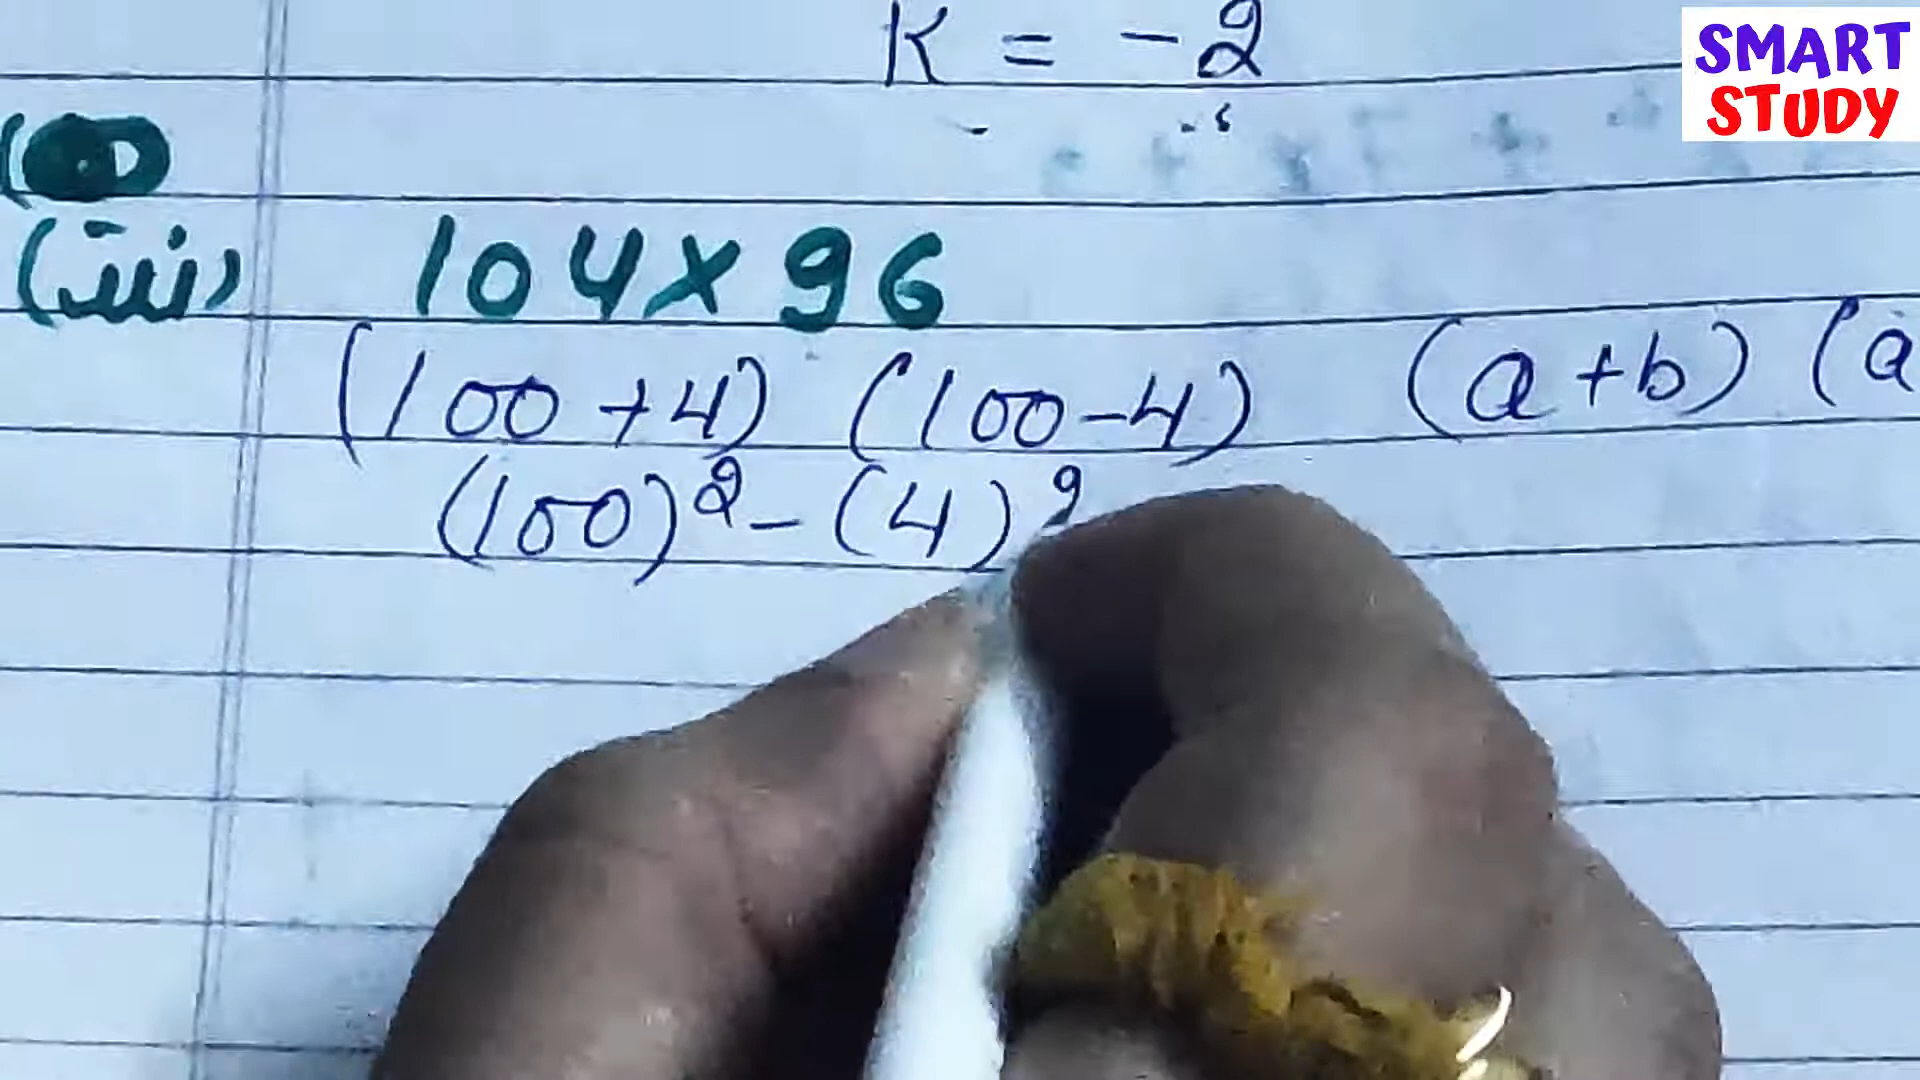 K = -2
SMART
STUDY
(iii) 104 x 96
(100 +4) (100-4) (a +b) (a
(100)² - (4)²